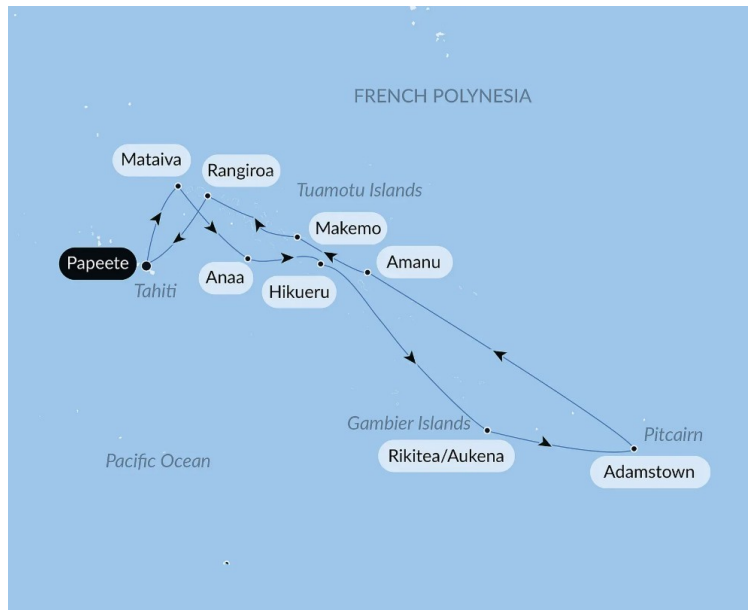 FRENCH POLYNESIA
Mataiva
Rangiroa
Tuamotu Islands
Makemo
Papeete
Amanu
Anaa
Tahiti
Hikueru
Gambier Islands
Pitcairn
Rikitea/Aukena
Pacific Ocean
Adamstown